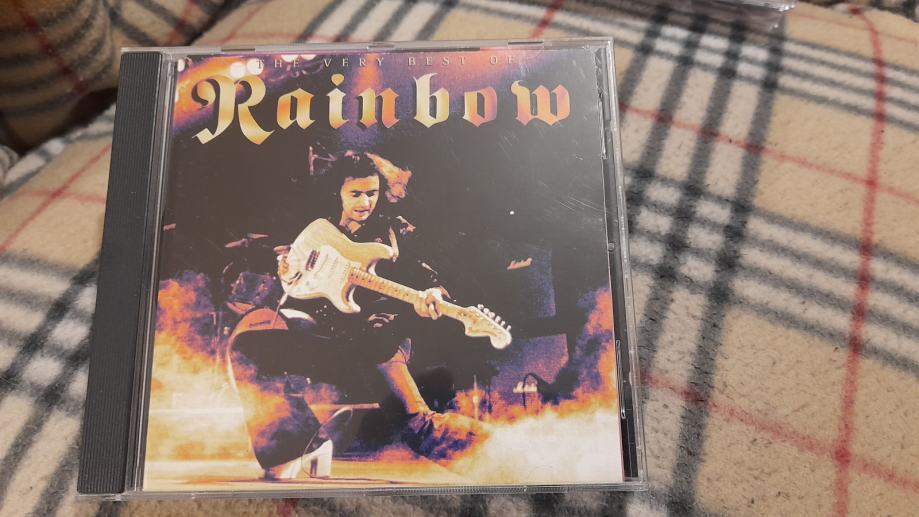 THE VERY BEST OF
Rainbow